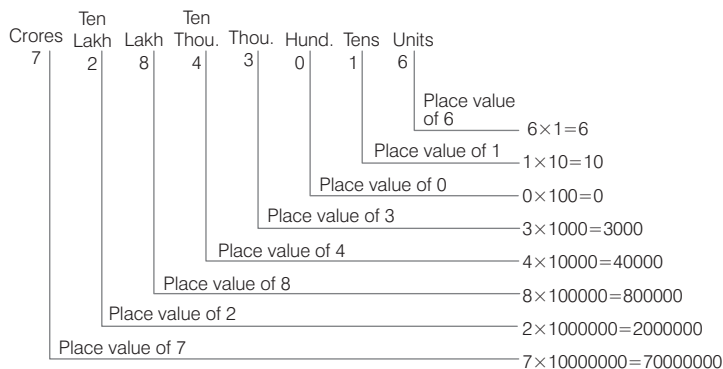 Crores Ten Lakh Lakh Ten Thou. Thou. Hund. Tens Units
7 2 8 4 3 0 1 6
Place value of 6 6×1=6
Place value of 1 1×10=10
Place value of 0 0×100=0
Place value of 3 3×1000=3000
Place value of 4 4×10000=40000
Place value of 8 8×100000=800000
Place value of 2 2×1000000=2000000
Place value of 7 7×10000000=70000000